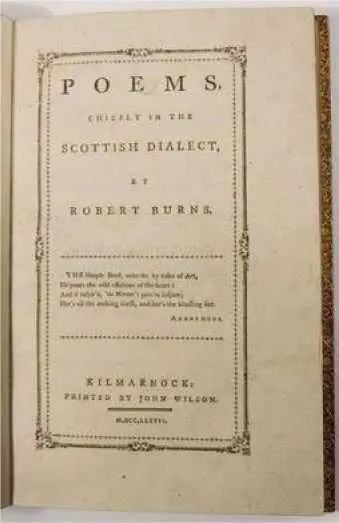 POEMS,
CHIEFLY IN THE
SCOTTISH DIALECT,
BY
ROBERT BURNS.
THE Simple Bard, unbroke by rules of Art,
He pours the wild effusions of the heart:
And if inspir'd, 'tis Nature's pow'rs inspire;
Her's all the melting thrill, and her's the kindling fire.
ANONYMOUS.
KILMARNOCK:
PRINTED BY JOHN WILSON.
M,DCC,LXXXVI.